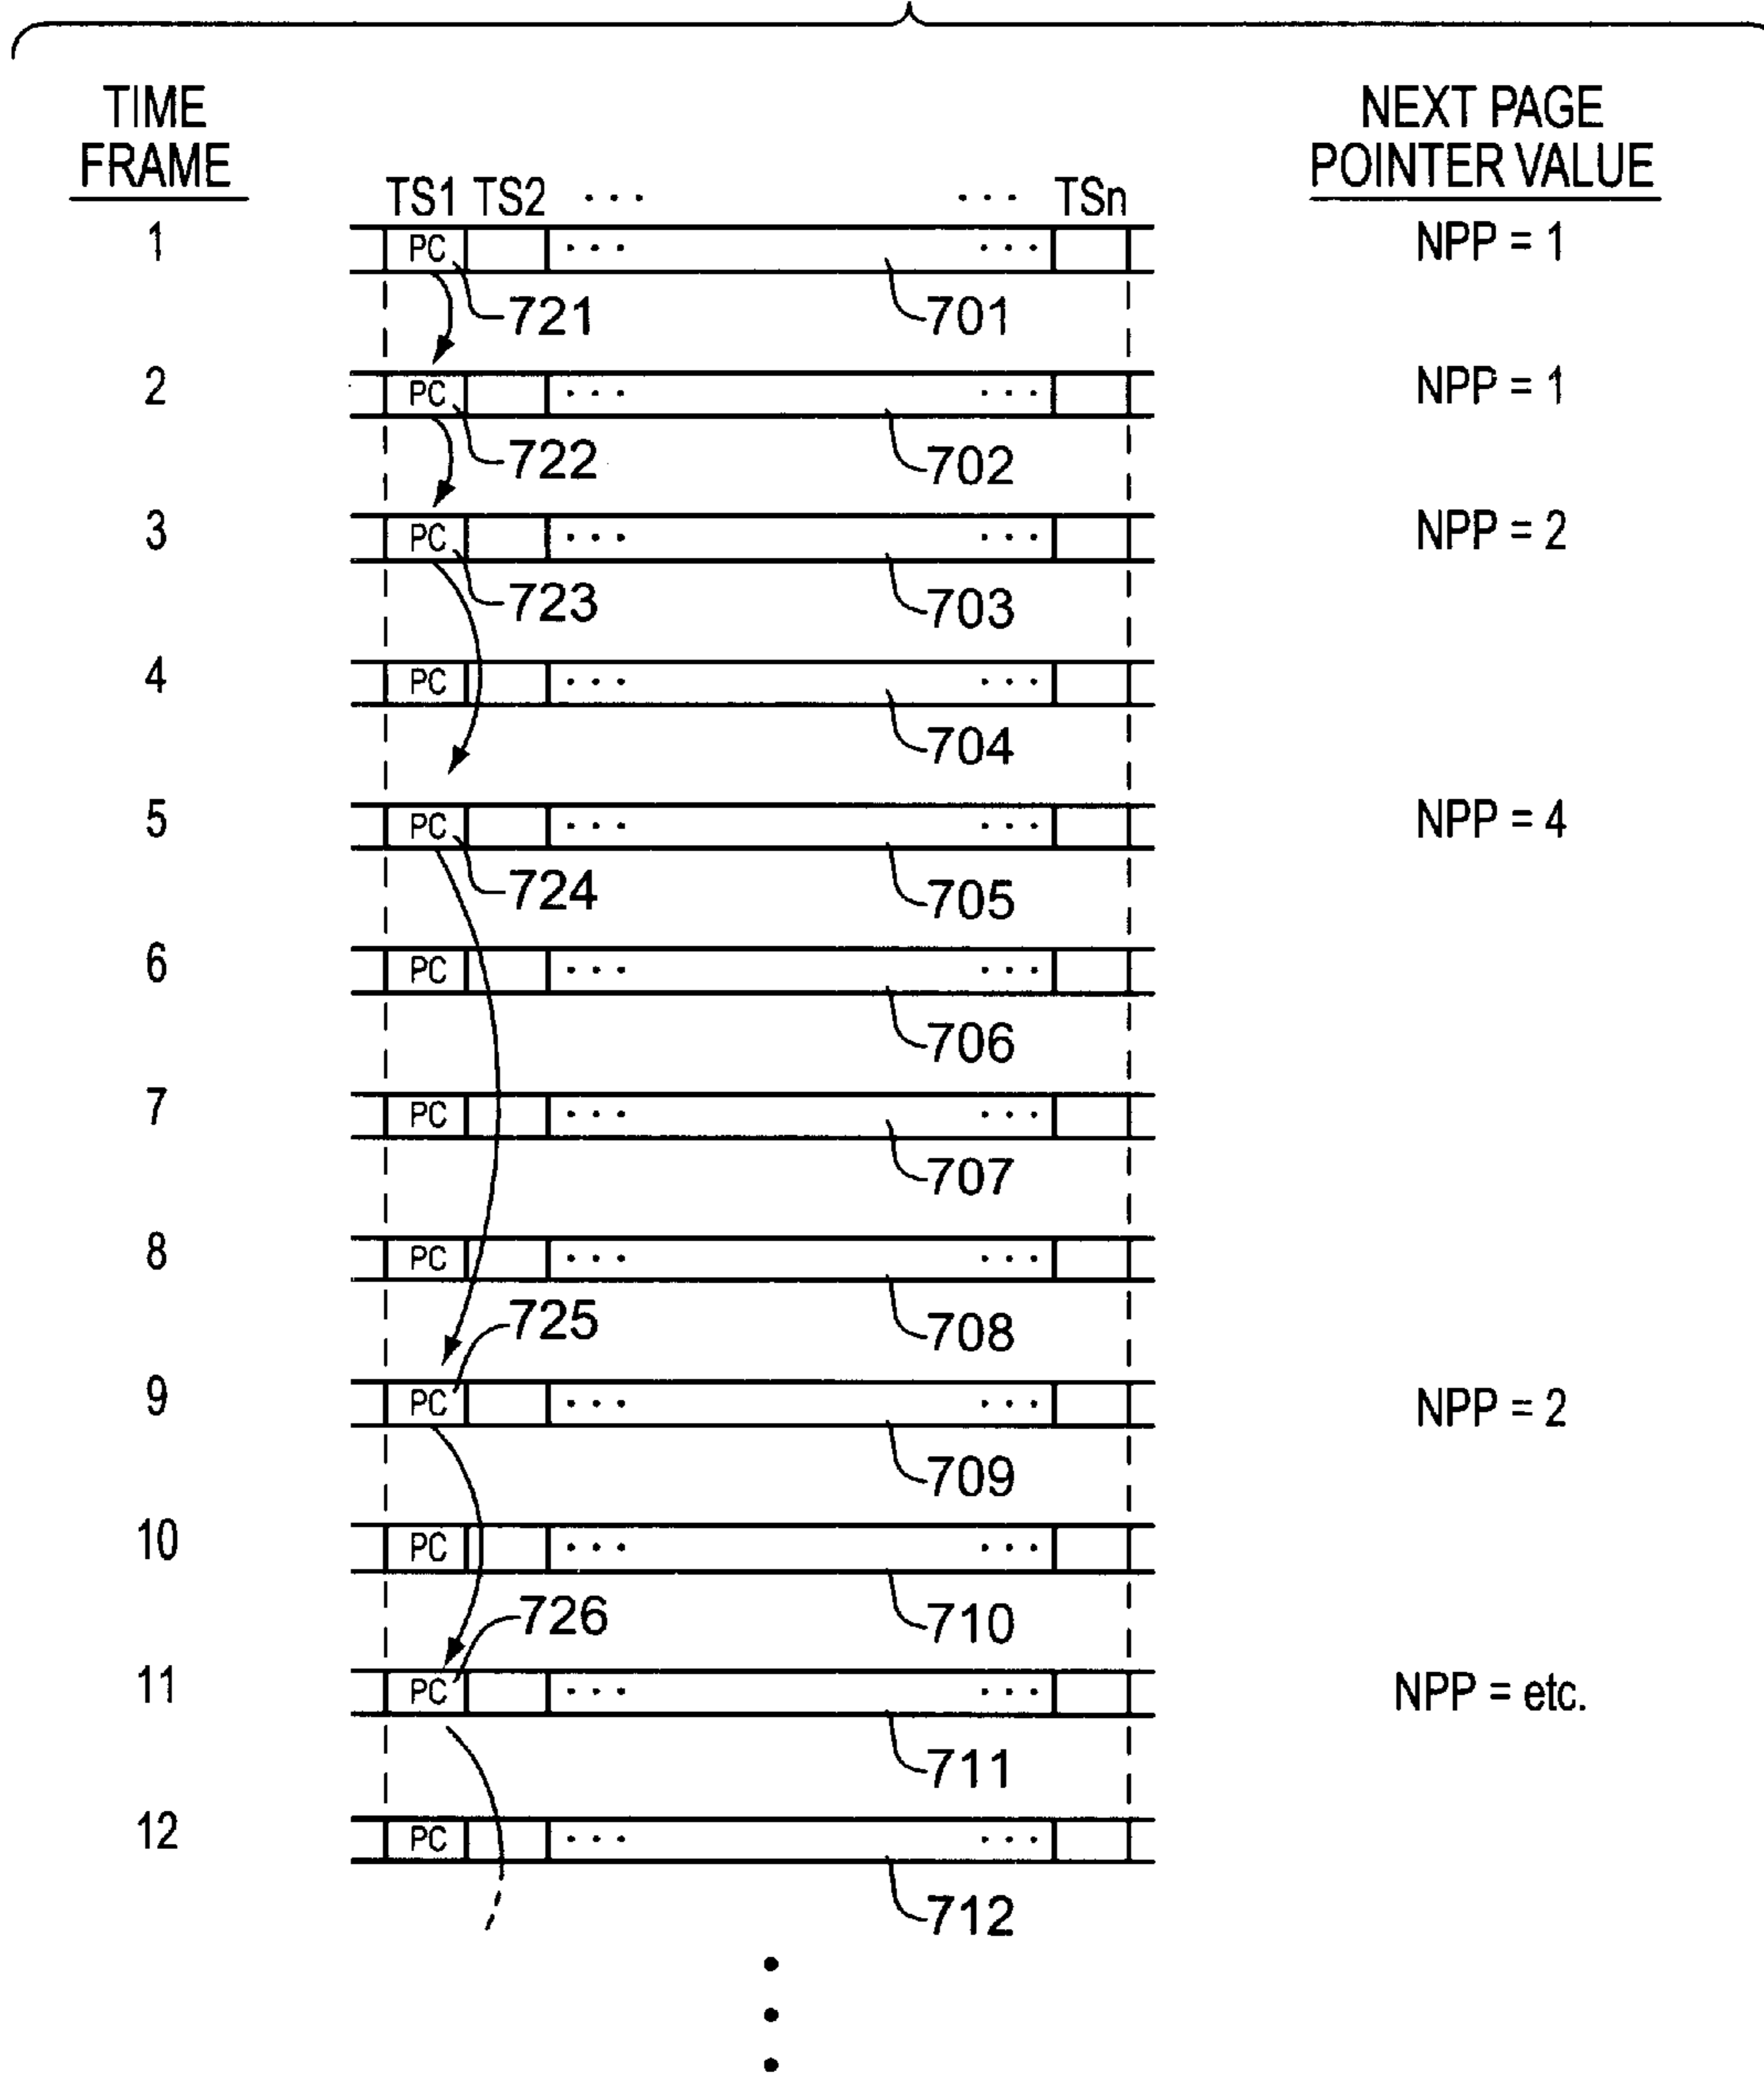 TIME
FRAME
NEXT PAGE
POINTER VALUE
TS1 TS2 ... ... TSn
1 PC ... ... NPP = 1
721 701
2 PC ... ... NPP = 1
722 702
3 PC ... ... NPP = 2
723 703
4 PC ... ...
704
5 PC ... ... NPP = 4
724 705
6 PC ... ...
706
7 PC ... ...
707
8 PC ... ...
725 708
9 PC ... ... NPP = 2
709
10 PC ... ...
726 710
11 PC ... ... NPP = etc.
711
12 PC ... ...
712